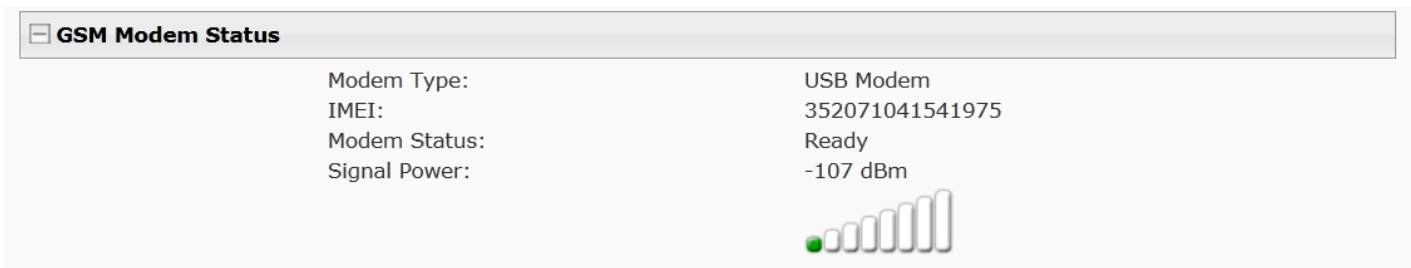 GSM Modem Status
Modem Type: USB Modem
IMEI: 352071041541975
Modem Status: Ready
Signal Power: -107 dBm